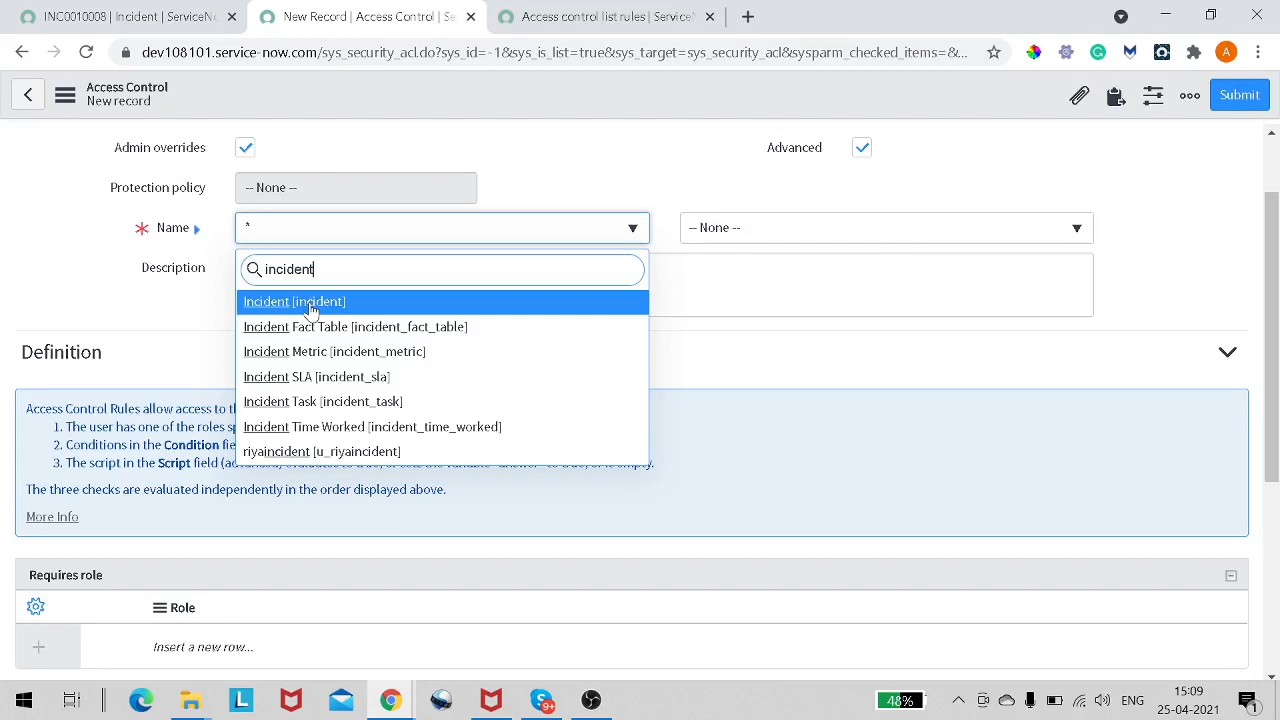 INC0010008 | Incident | ServiceN
New Record | Access Control | Se
Access control list rules | Service
dev108101.service-now.com/sys_security_acl.do?sys_id=-1&sys_is_list=true&sys_target=sys_security_acl&sysparm_checked_items=&...
A
Access Control
New record
Submit
Admin overrides
Advanced
Protection policy
-- None --
Name
*
-- None --
Description
incident
Incident [incident]
Incident Fact Table [incident_fact_table]
Incident Metric [incident_metric]
Incident SLA [incident_sla]
Incident Task [incident_task]
Incident Time Worked [incident_time_worked]
riyaincident [u_riyaincident]
Definition
Access Control Rules allow access to th
1. The user has one of the roles sp
2. Conditions in the Condition fie
3. The script in the Script field
The three checks are evaluated independently in the order displayed above.
More Info
Requires role
Role
Insert a new row...
L
9+
48%
ENG
15:09
25-04-2021
1